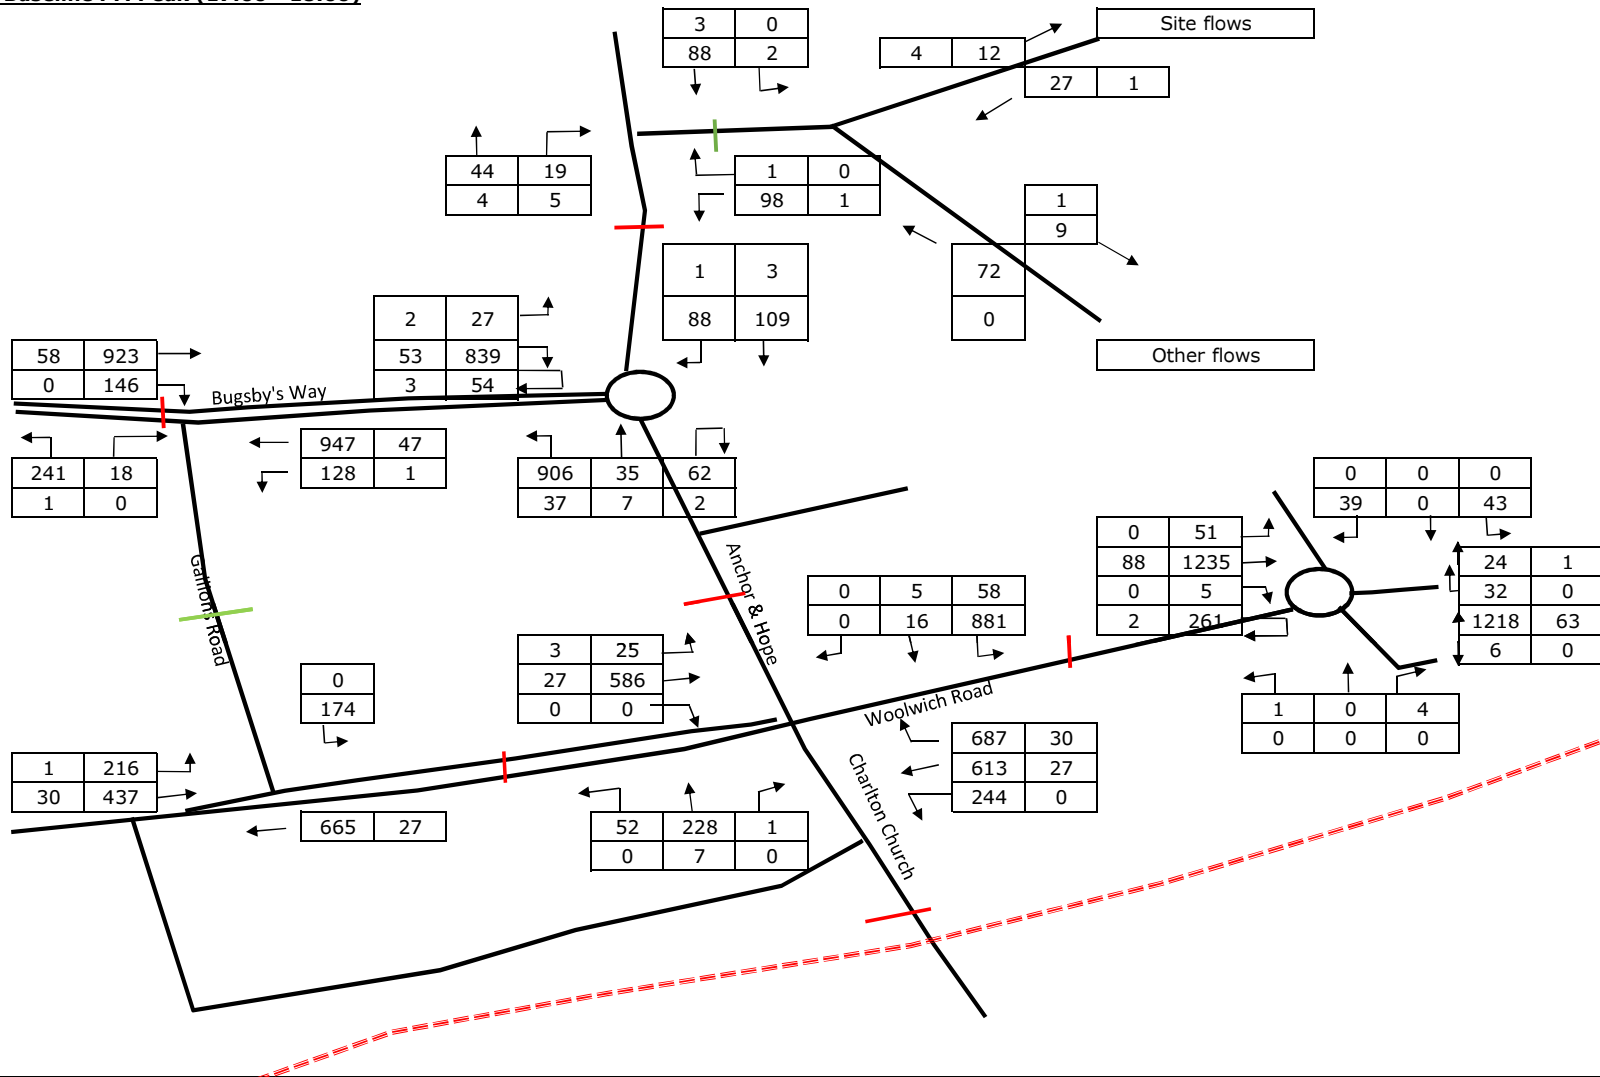 3 0
Site flows
88 2
4 12
27 1
44 19
1 0
4 5
98 1
1
9
1 3
72
88 109
0
2 27
58 923
53 839
Other flows
0 146
3 54
Bugsby's Way
947 47
241 18
128 1
906 35 62
1 0
37 7 2
0 0 0
39 0 43
0 51
88 1235
24 1
0 5
32 0
2 261
1218 63
6 0
Gallions Road
Anchor & Hope
0 5 58
0 16 881
3 25
27 586
0 0
0
174
Woolwich Road
1 0 4
0 0 0
687 30
613 27
244 0
1 216
30 437
Charlton Church
665 27
52 228 1
0 7 0